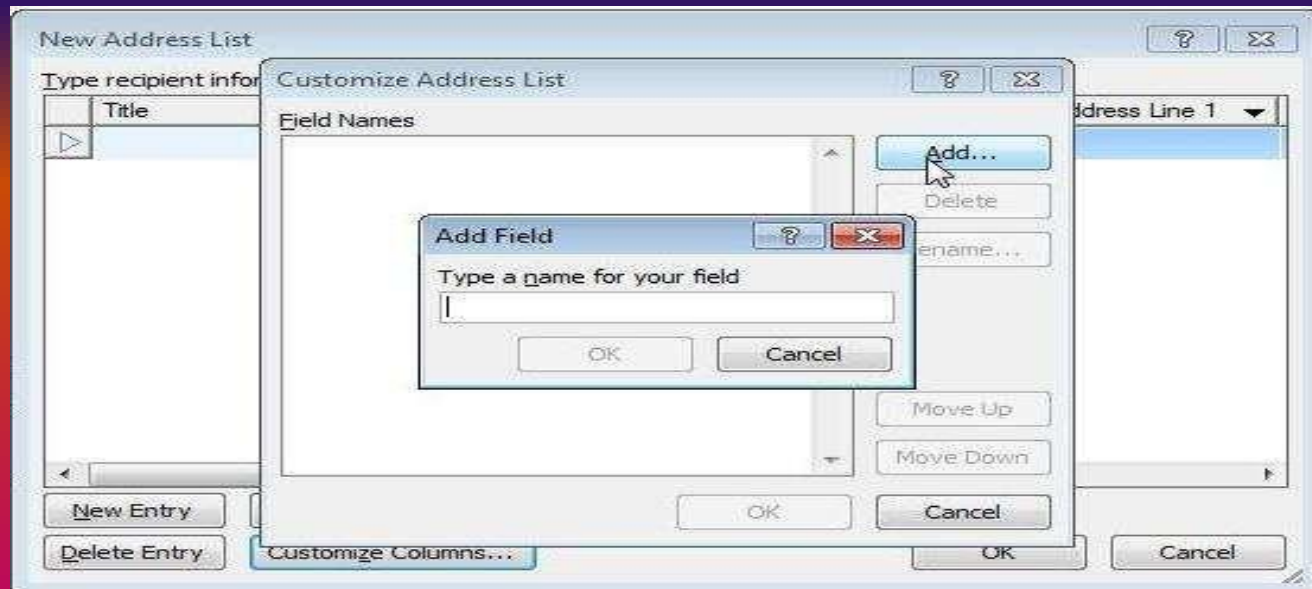 New Address List
Type recipient infor
Customize Address List
Title
ddress Line 1
Field Names
Add...
Delete
Add Field
ename...
Type a name for your field
OK Cancel
Move Up
Move Down
New Entry
OK Cancel
Delete Entry Customize Columns... OK Cancel